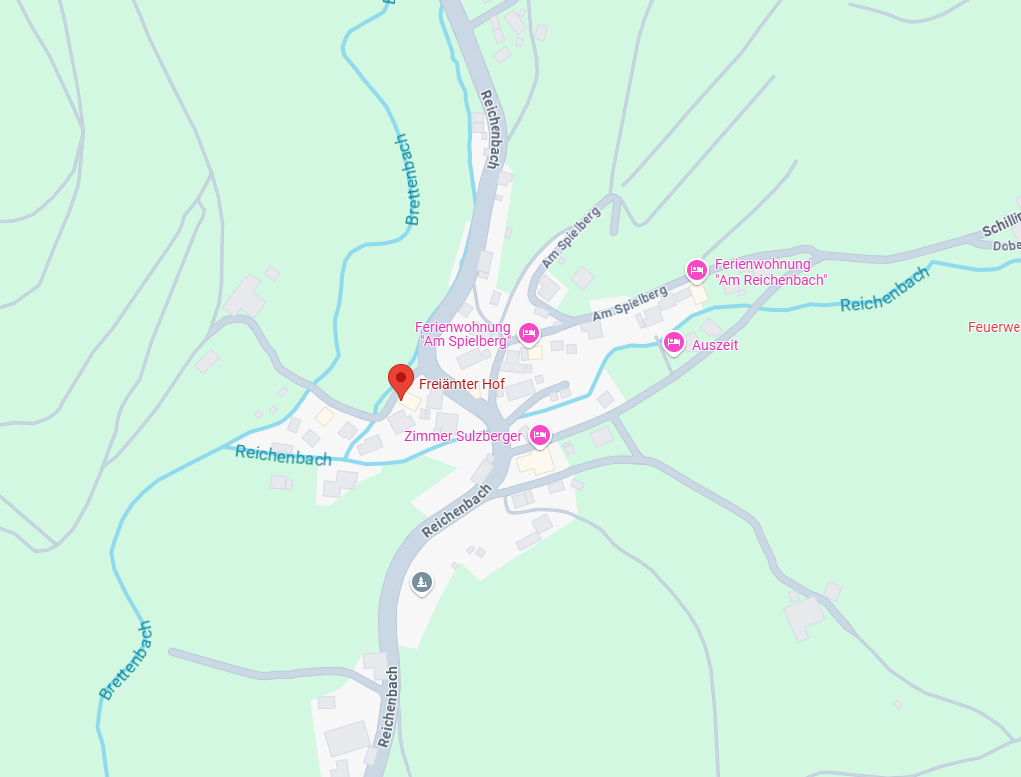 B
Reichenbach
Brettenbach
Am Spielberg
Schillin
Dobe
Ferienwohnung
"Am Reichenbach"
Reichenbach
Am Spielberg
Ferienwohnung
"Am Spielberg"
Feuerwe
Auszeit
Freiämter Hof
Zimmer Sulzberger
Reichenbach
Reichenbach
Brettenbach
Reichenbach